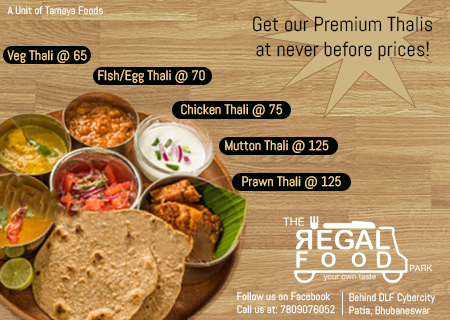 A Unit of Tamaya Foods
Get our Premium Thalis
at never before prices!
Veg Thali @ 65
FIsh/Egg Thali @ 70
Chicken Thali @ 75
Mutton Thali @ 125
Prawn Thali @ 125
THE
REGAL
FOOD
PARK
your own taste
Follow us on Facebook
Call us at: 7809076052
Behind DLF Cybercity
Patia, Bhubaneswar